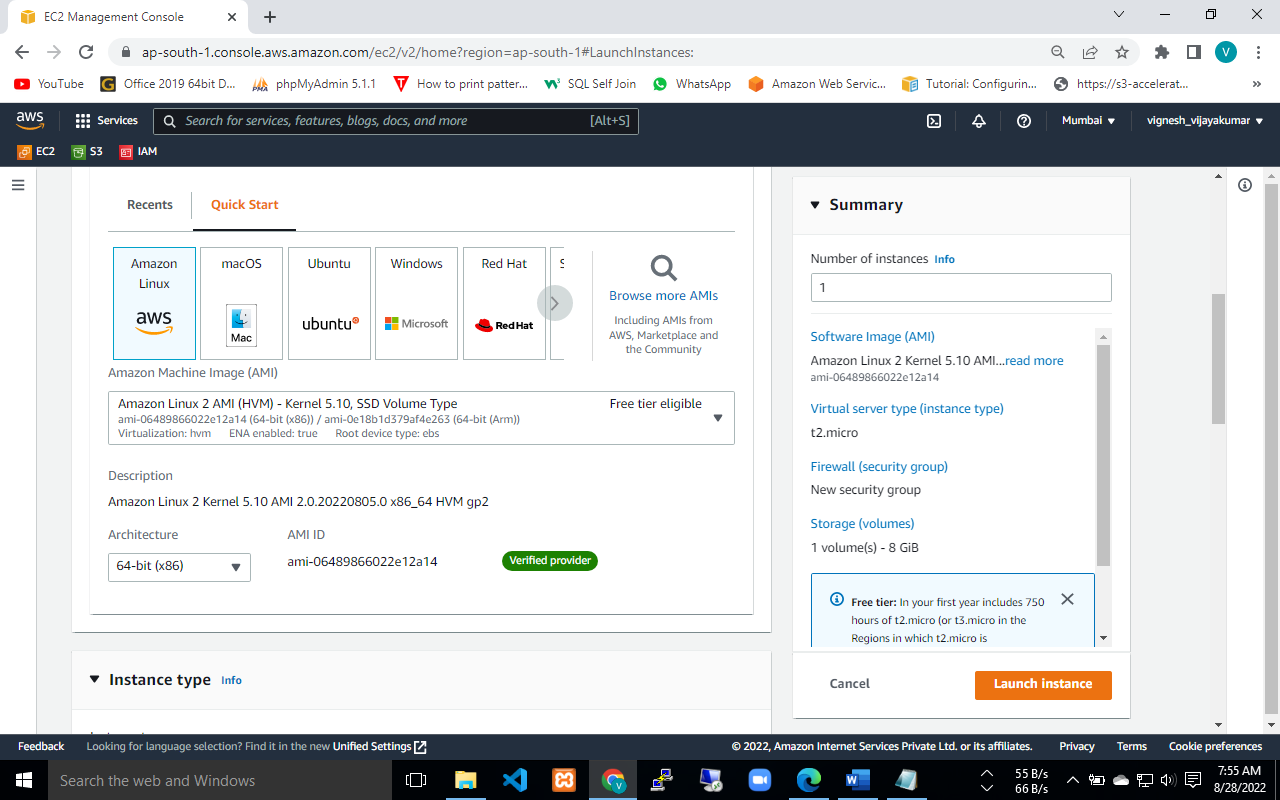 EC2 Management Console
ap-south-1.console.aws.amazon.com/ec2/v2/home?region=ap-south-1#LaunchInstances:
V
YouTube
Office 2019 64bit D...
phpMyAdmin 5.1.1
How to print patter...
SQL Self Join
WhatsApp
Amazon Web Servic...
Tutorial: Configurin...
https://s3-accelerat...
aws
Services
Search for services, features, blogs, docs, and more
[Alt+S]
Mumbai
vignesh_vijayakumar
EC2
S3
IAM
Recents
Quick Start
Amazon
Linux
aws
macOS
Mac
Ubuntu
ubuntu
Windows
Microsoft
Red Hat
Red Hat
S
Browse more AMIs
Including AMIs from
AWS, Marketplace and
the Community
Amazon Machine Image (AMI)
Amazon Linux 2 AMI (HVM) - Kernel 5.10, SSD Volume Type
Free tier eligible
ami-06489866022e12a14 (64-bit (x86)) / ami-0e18b1d379af4e263 (64-bit (Arm))
Virtualization: hvm ENA enabled: true Root device type: ebs
Description
Amazon Linux 2 Kernel 5.10 AMI 2.0.20220805.0 x86_64 HVM gp2
Architecture
AMI ID
64-bit (x86)
ami-06489866022e12a14
Verified provider
Instance type
Info
Summary
Number of instances Info
1
Software Image (AMI)
Amazon Linux 2 Kernel 5.10 AMI...read more
ami-06489866022e12a14
Virtual server type (instance type)
t2.micro
Firewall (security group)
New security group
Storage (volumes)
1 volume(s) - 8 GiB
Free tier: In your first year includes 750
hours of t2.micro (or t3.micro in the
Regions in which t2.micro is
Cancel
Launch instance
Feedback
Looking for language selection? Find it in the new Unified Settings
© 2022, Amazon Internet Services Private Ltd. or its affiliates.
Privacy
Terms
Cookie preferences
Search the web and Windows
55 B/s
66 B/s
7:55 AM
8/28/2022